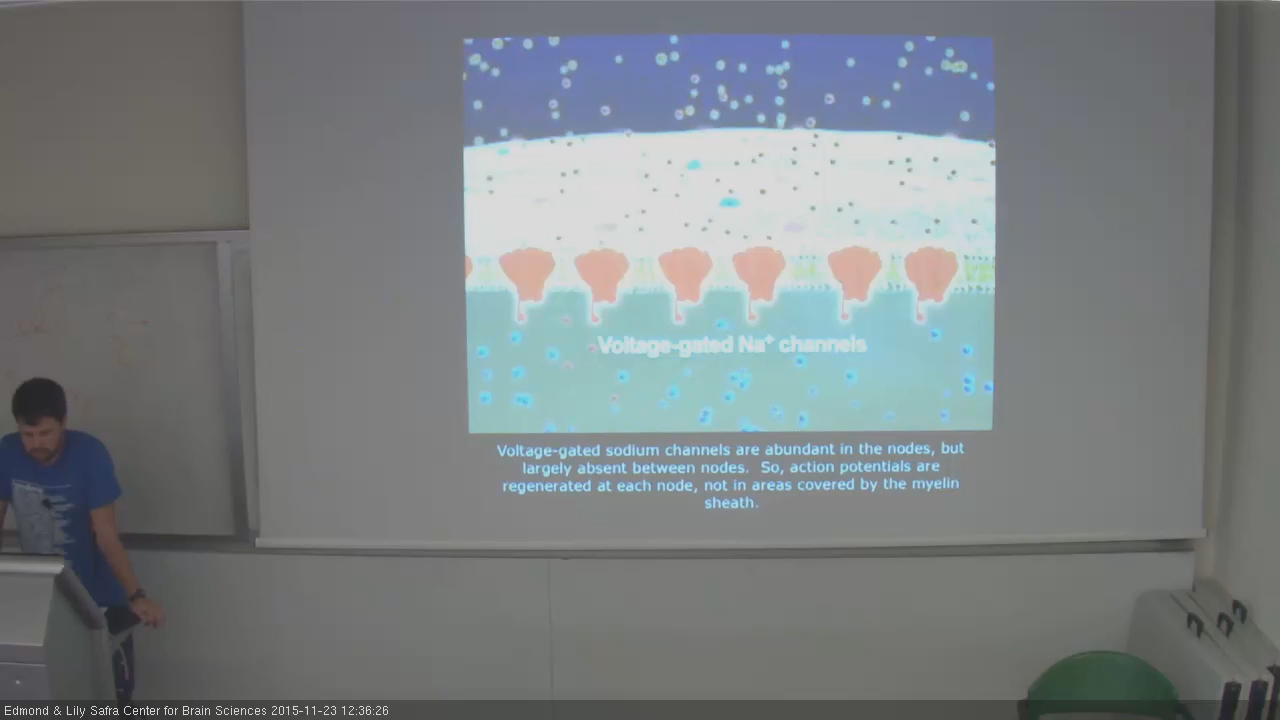 Voltage-gated Na⁺ channels
Voltage-gated sodium channels are abundant in the nodes, but
largely absent between nodes.  So, action potentials are
regenerated at each node, not in areas covered by the myelin
sheath.
Edmond & Lily Safra Center for Brain Sciences 2015-11-23 12:36:26